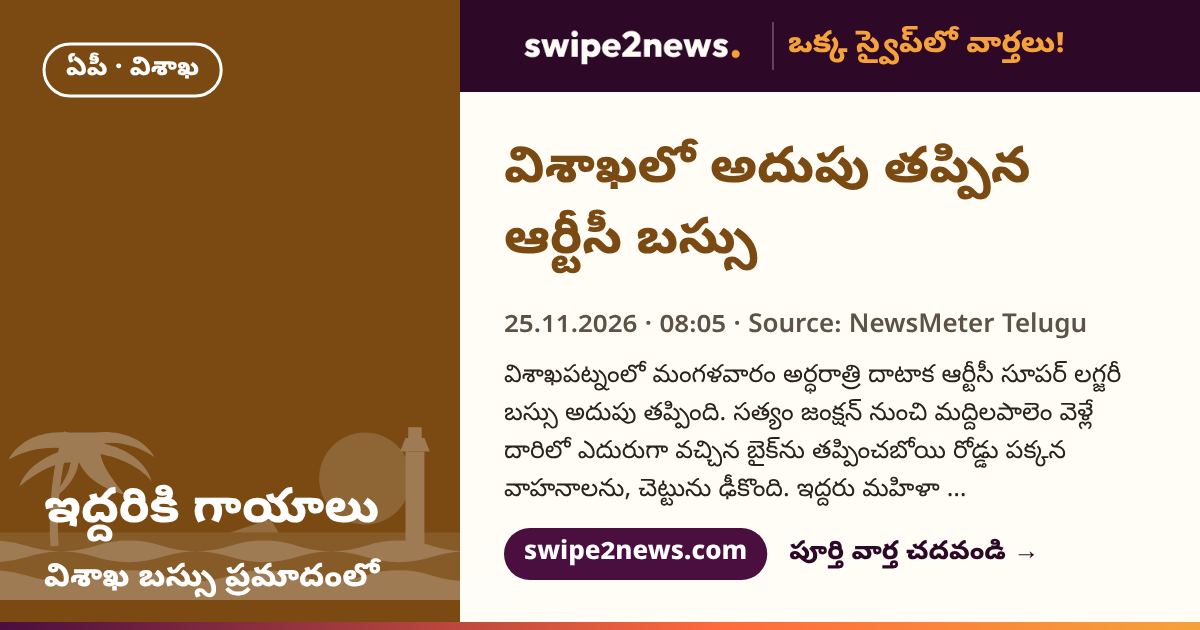 ఏపీ · విశాఖ
ఇద్దరికి గాయాలు
విశాఖ బస్సు ప్రమాదంలో
swipe2news.
ఒక్క స్వైప్‌లో వార్తలు!
విశాఖలో అదుపు తప్పిన
ఆర్టీసీ బస్సు
25.11.2026 · 08:05 · Source: NewsMeter Telugu
విశాఖపట్నంలో మంగళవారం అర్ధరాత్రి దాటాక ఆర్టీసీ సూపర్ లగ్జరీ
బస్సు అదుపు తప్పింది. సత్యం జంక్షన్ నుంచి మద్దిలపాలెం వెళ్లే
దారిలో ఎదురుగా వచ్చిన బైక్‌ను తప్పించబోయి రోడ్డు పక్కన
వాహనాలను, చెట్టును ఢీకొంది. ఇద్దరు మహిళా ...
swipe2news.com
పూర్తి వార్త చదవండి →